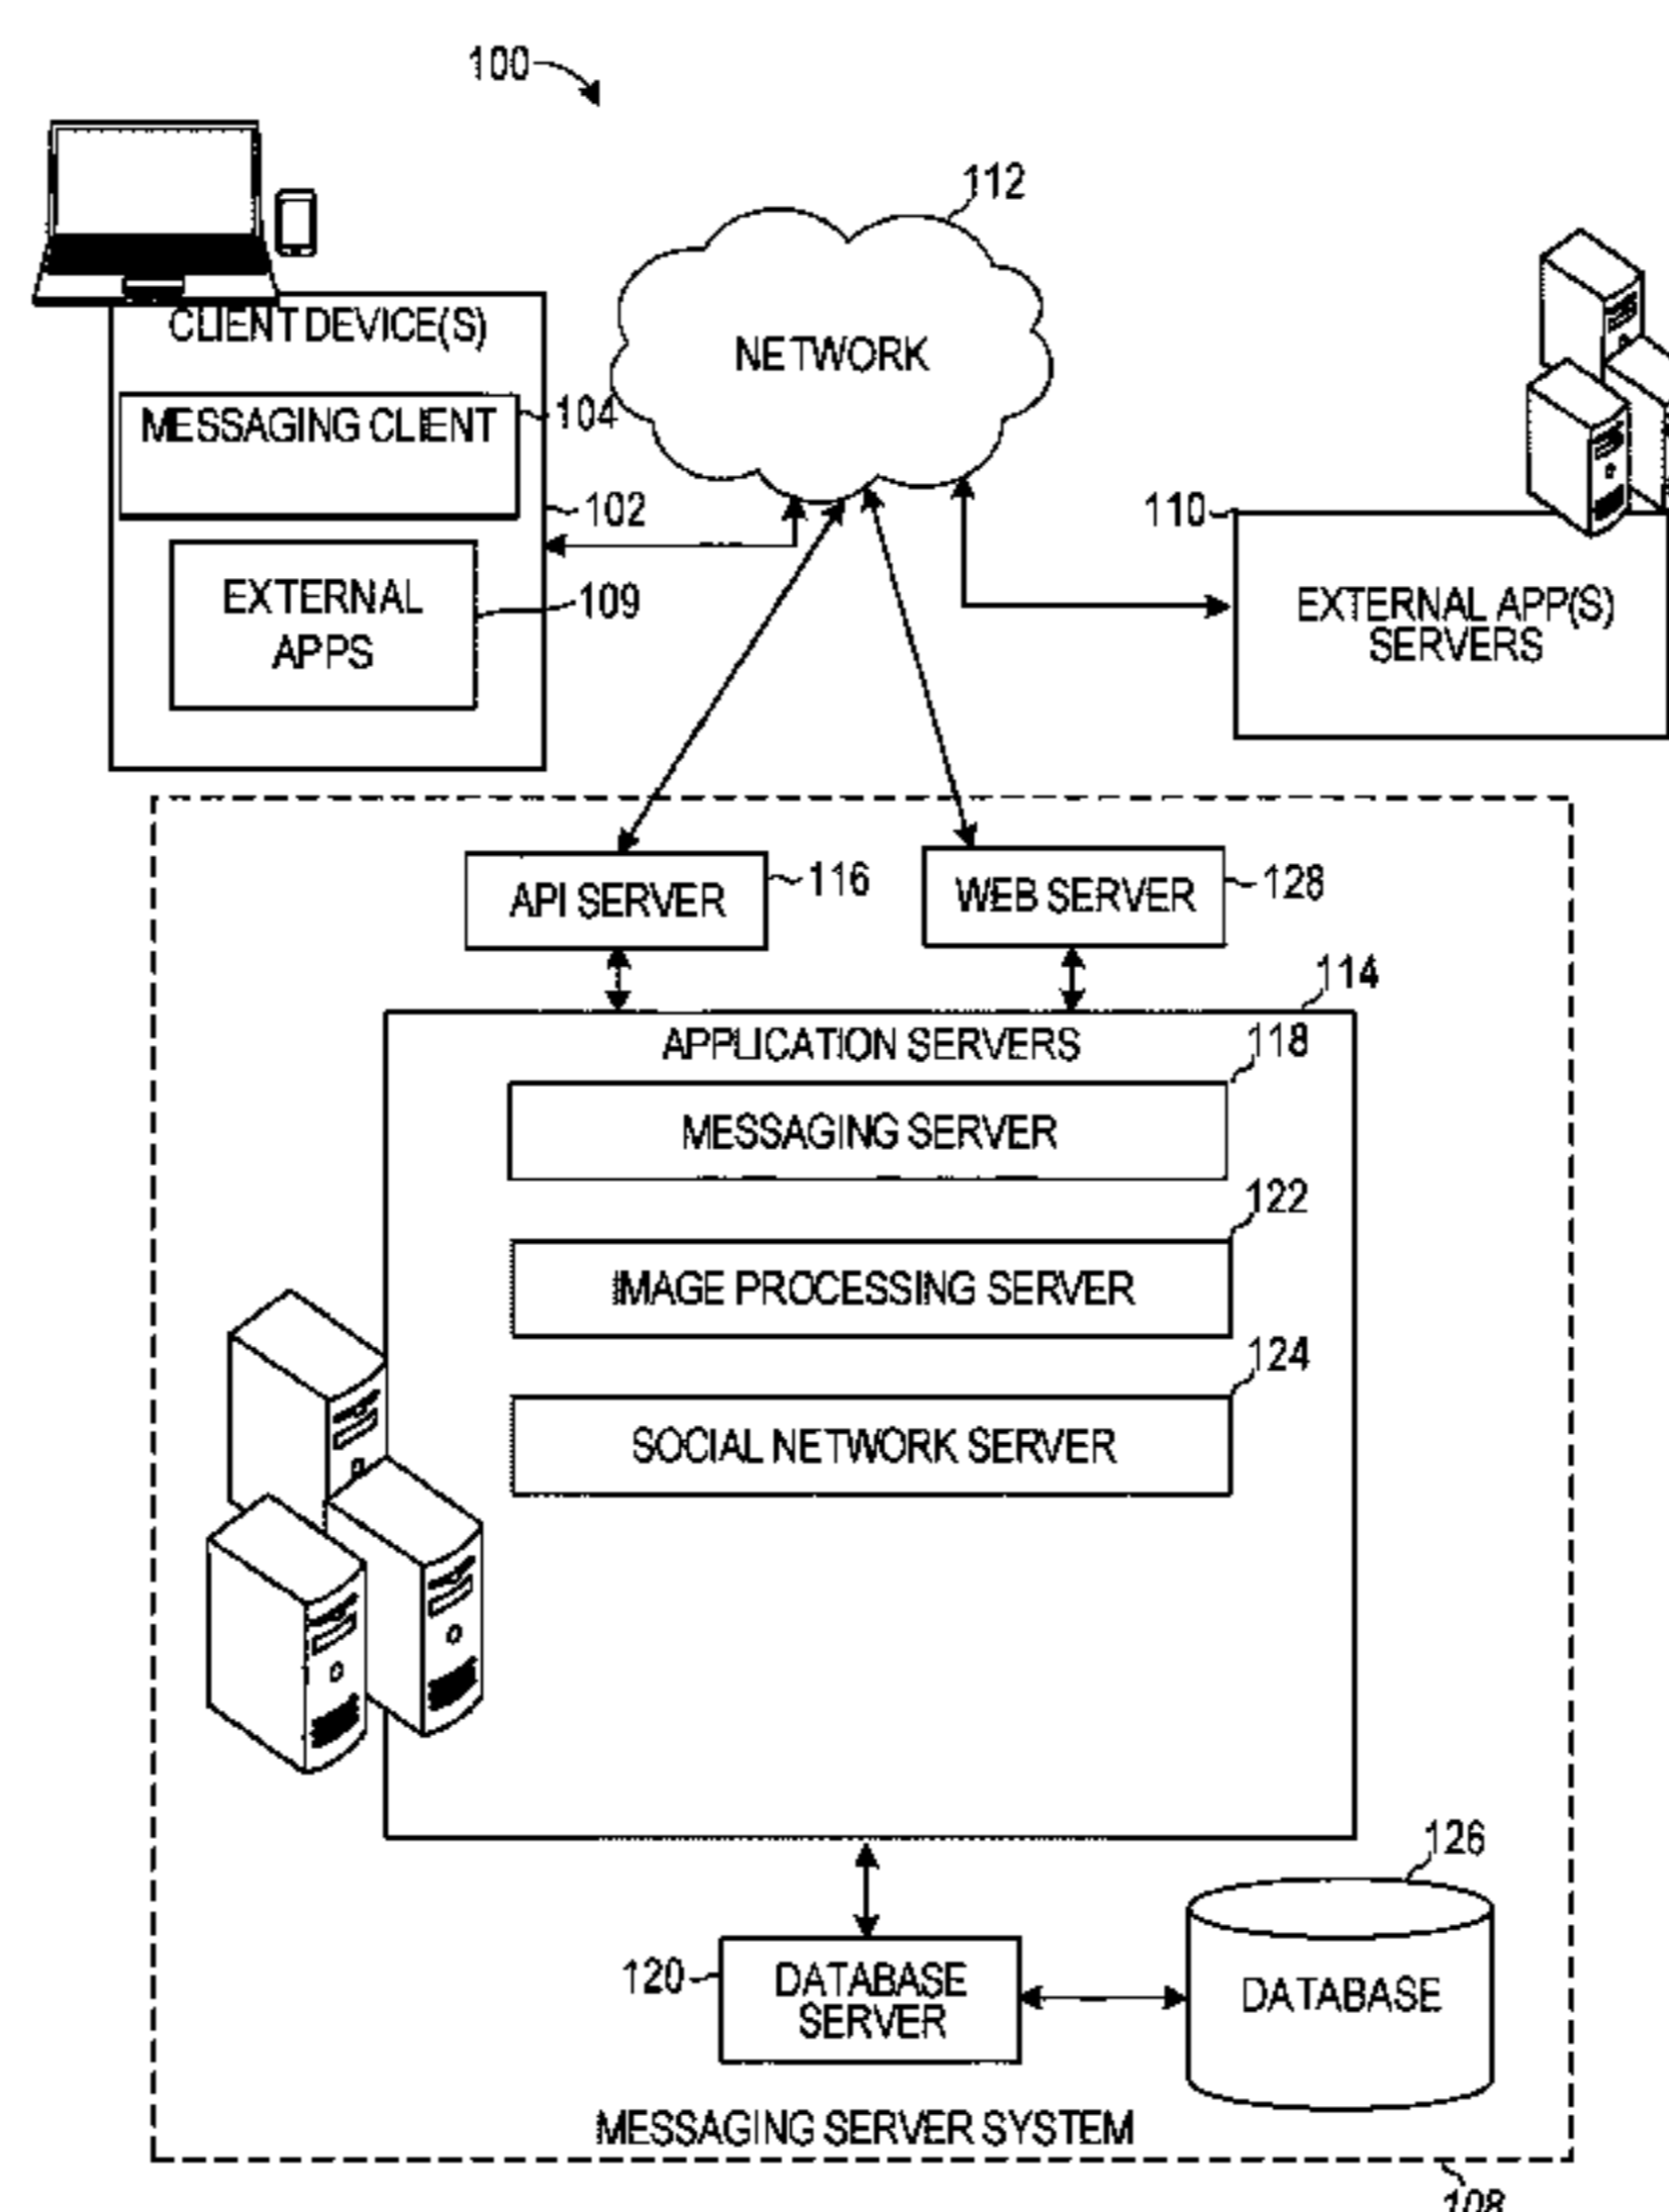 100
112
CLIENT DEVICE(S)
NETWORK
MESSAGING CLIENT
104
102
110
EXTERNAL
APPS
109
EXTERNAL APP(S)
SERVERS
API SERVER
116
WEB SERVER
128
114
APPLICATION SERVERS
118
MESSAGING SERVER
122
IMAGE PROCESSING SERVER
124
SOCIAL NETWORK SERVER
126
120
DATABASE
SERVER
DATABASE
MESSAGING SERVER SYSTEM
108